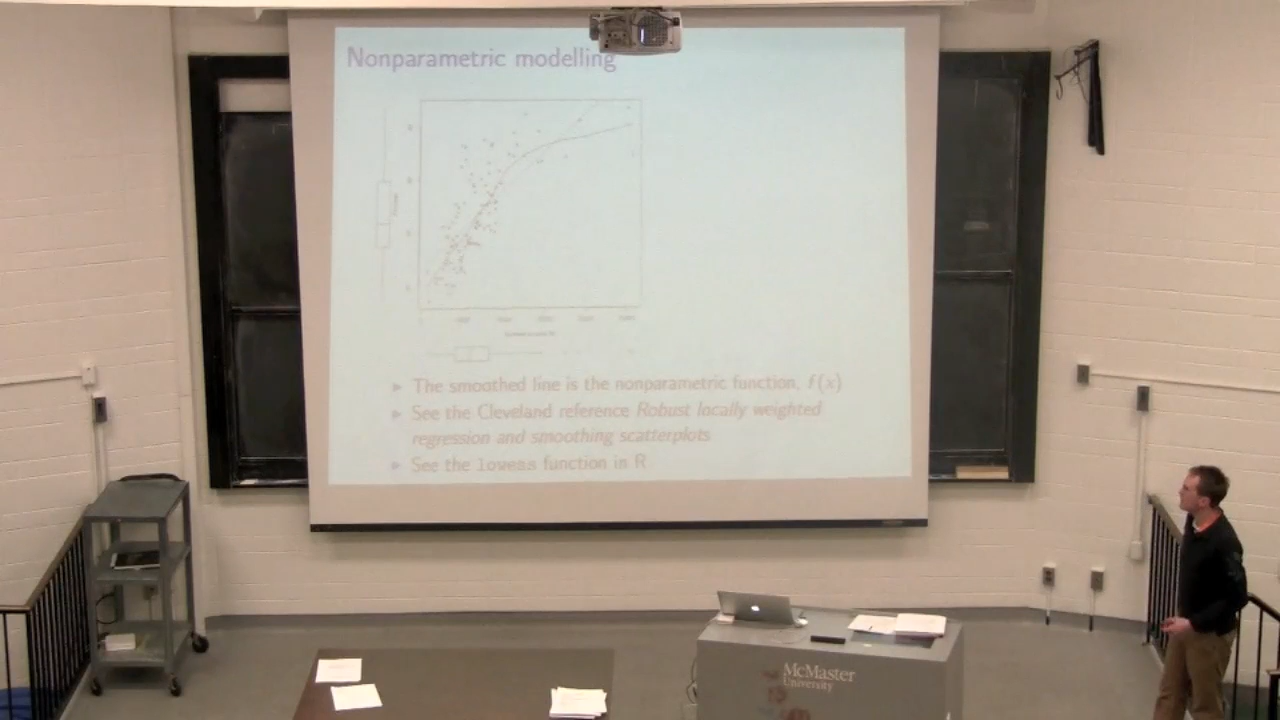 Nonparametric modelling
The smoothed line is the nonparametric function, f(x)
See the Cleveland reference Robust locally weighted
regression and smoothing scatterplots
See the lowess function in R
McMaster
University